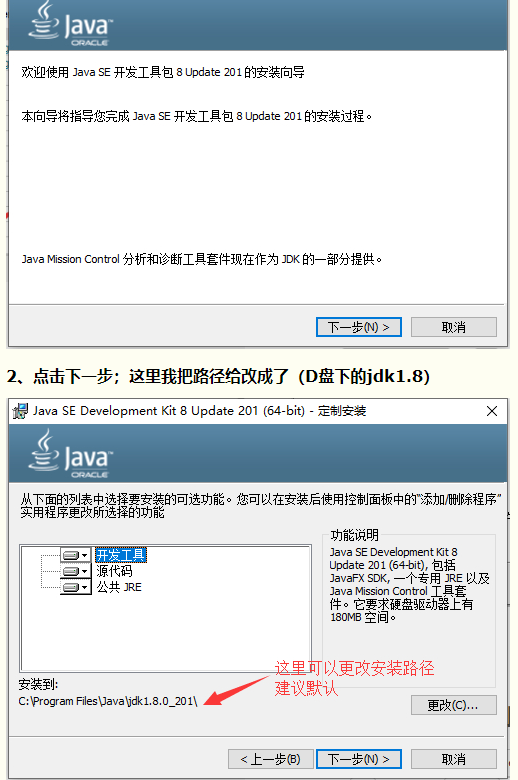 Java
ORACLE
欢迎使用 Java SE 开发工具包 8 Update 201 的安装向导
本向导将指导您完成 Java SE 开发工具包 8 Update 201 的安装过程。
Java Mission Control 分析和诊断工具套件现在作为 JDK 的一部分提供。
下一步(N) >
取消
2、点击下一步；这里我把路径给改成了（D盘下的jdk1.8）
Java SE Development Kit 8 Update 201 (64-bit) - 定制安装
Java
ORACLE
从下面的列表中选择要安装的可选功能。您可以在安装后使用控制面板中的“添加/删除程序”
实用程序更改所选择的功能
开发工具
源代码
公共 JRE
功能说明
Java SE Development Kit 8
Update 201 (64-bit), 包括
JavaFX SDK, 一个专用 JRE 以及
Java Mission Control 工具套
件。它要求硬盘驱动器上有
180MB 空间。
这里可以更改安装路径
建议默认
安装到:
C:\Program Files\Java\jdk1.8.0_201\
更改(C)...
< 上一步(B)
下一步(N) >
取消